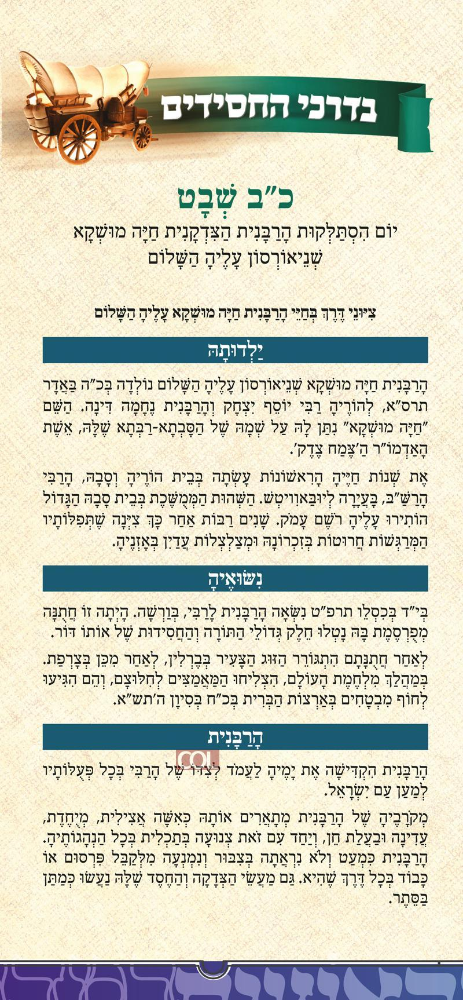 בדרכי החסידים
כ"ב שְׁבָט
יוֹם הִסְתַּלְּקוּת הָרַבָּנִית הַצִּדְקָנִית חַיָּה מוּשְׁקָא
שְׁנֵיאוֹרְסוֹן עָלֶיהָ הַשָּׁלוֹם
צִיּוּנֵי דֶּרֶךְ בְּחַיֵּי הָרַבָּנִית חַיָּה מוּשְׁקָא עָלֶיהָ הַשָּׁלוֹם
יַלְדוּתָהּ
הָרַבָּנִית חַיָּה מוּשְׁקָא שְׁנֵיאוֹרְסוֹן עָלֶיהָ הַשָּׁלוֹם נוֹלְדָה בְּכ"ה בַּאֲדָר
תרס"א, לְהוֹרֶיהָ רַבִּי יוֹסֵף יִצְחָק וְהָרַבָּנִית נֶחָמָה דִּינָה. הַשֵּׁם
"חַיָּה מוּשְׁקָא" נִתַּן לָהּ עַל שְׁמָהּ שֶׁל הַסָּבְתָא-רַבְּתָא שֶׁלָּהּ, אֵשֶׁת
הָאַדְמוֹ"ר הַ'צֶּמַח צֶדֶק'.
אֶת שְׁנוֹת חַיֶּיהָ הָרִאשׁוֹנוֹת עָשְׂתָה בְּבֵית הוֹרֶיהָ וְסָבָהּ, הָרַבִּי
הָרַשַּׁ"ב, בָּעֲיָרָה לְיוּבַּאוִויטְשׁ. הַשְּׁהוּת הַמְּמֻשֶּׁכֶת בְּבֵית סָבָהּ הַגָּדוֹל
הוֹתִירוּ עָלֶיהָ רֹשֶׁם עָמֹק. שָׁנִים רַבּוֹת אַחַר כָּךְ צִיְּנָה שֶׁתְּפִלּוֹתָיו
הַמְּרַגְּשׁוֹת חֲרוּטוֹת בְּזִכְרוֹנָהּ וּמְצַלְצְלוֹת עֲדַיִן בְּאָזְנֶיהָ.
נִשּׂוּאֶיהָ
בְּי"ד בְּכִסְלֵו תרפ"ט נִשְּׂאָה הָרַבָּנִית לָרַבִּי, בְּוַרְשָׁה. הָיְתָה זוֹ חֲתֻנָּה
מְפֻרְסֶמֶת בָּהּ נָטְלוּ חֵלֶק גְּדוֹלֵי הַתּוֹרָה וְהַחֲסִידוּת שֶׁל אוֹתוֹ דּוֹר.
לְאַחַר חֲתֻנָּתָם הִתְגּוֹרֵר הַזּוּג הַצָּעִיר בְּבֶרְלִין, לְאַחַר מִכֵּן בְּצָרְפַת.
בְּמַהֲלַךְ מִלְחֶמֶת הָעוֹלָם, הִצְלִיחוּ הַמַּאֲמַצִּים לְחִלּוּצָם, וְהֵם הִגִּיעוּ
לְחוֹף מִבְטָחִים בְּאַרְצוֹת הַבְּרִית בְּכ"ח בְּסִיוָן ה'תש"א.
הָרַבָּנִית
COL
הָרַבָּנִית הִקְדִּישָׁה אֶת יָמֶיהָ לַעֲמֹד לְצִדּוֹ שֶׁל הָרַבִּי בְּכָל פְּעֻלּוֹתָיו
לְמַעַן עַם יִשְׂרָאֵל.
מְקֹרָבֶיהָ שֶׁל הָרַבָּנִית מְתָאֲרִים אוֹתָהּ כְּאִשָּׁה אֲצִילִית, מְיֻחֶדֶת,
עֲדִינָה וּבַעֲלַת חֵן, וְיַחַד עִם זֹאת צְנוּעָה בְּתַכְלִית בְּכָל הַנְהָגוֹתֶיהָ.
הָרַבָּנִית כִּמְעַט וְלֹא נִרְאֲתָה בְּצִבּוּר וְנִמְנְעָה מִלְּקַבֵּל פִּרְסוּם אוֹ
כָּבוֹד בְּכָל דֶּרֶךְ שֶׁהִיא. גַּם מַעֲשֵׂי הַצְּדָקָה וְהַחֶסֶד שֶׁלָּהּ נַעֲשׂוּ כְּמַתַּן
בַּסֵּתֶר.